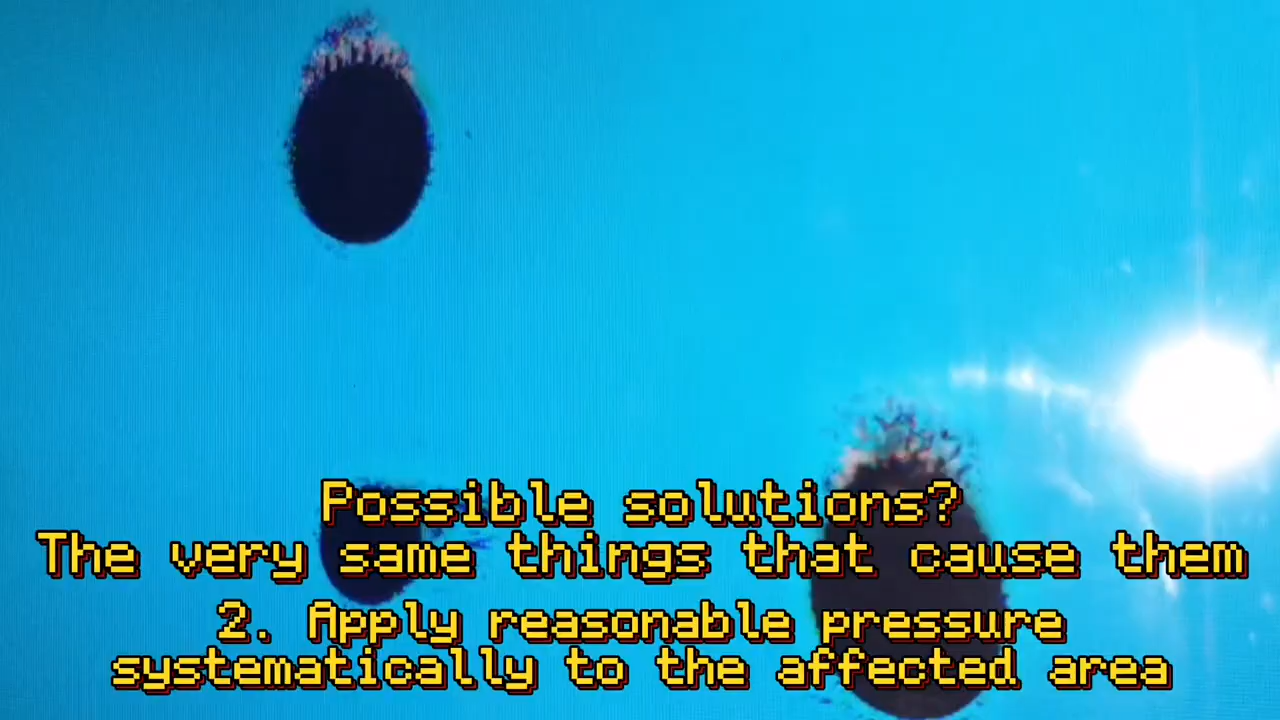 Possible solutions?
The very same things that cause them
2. Apply reasonable pressure
systematically to the affected area